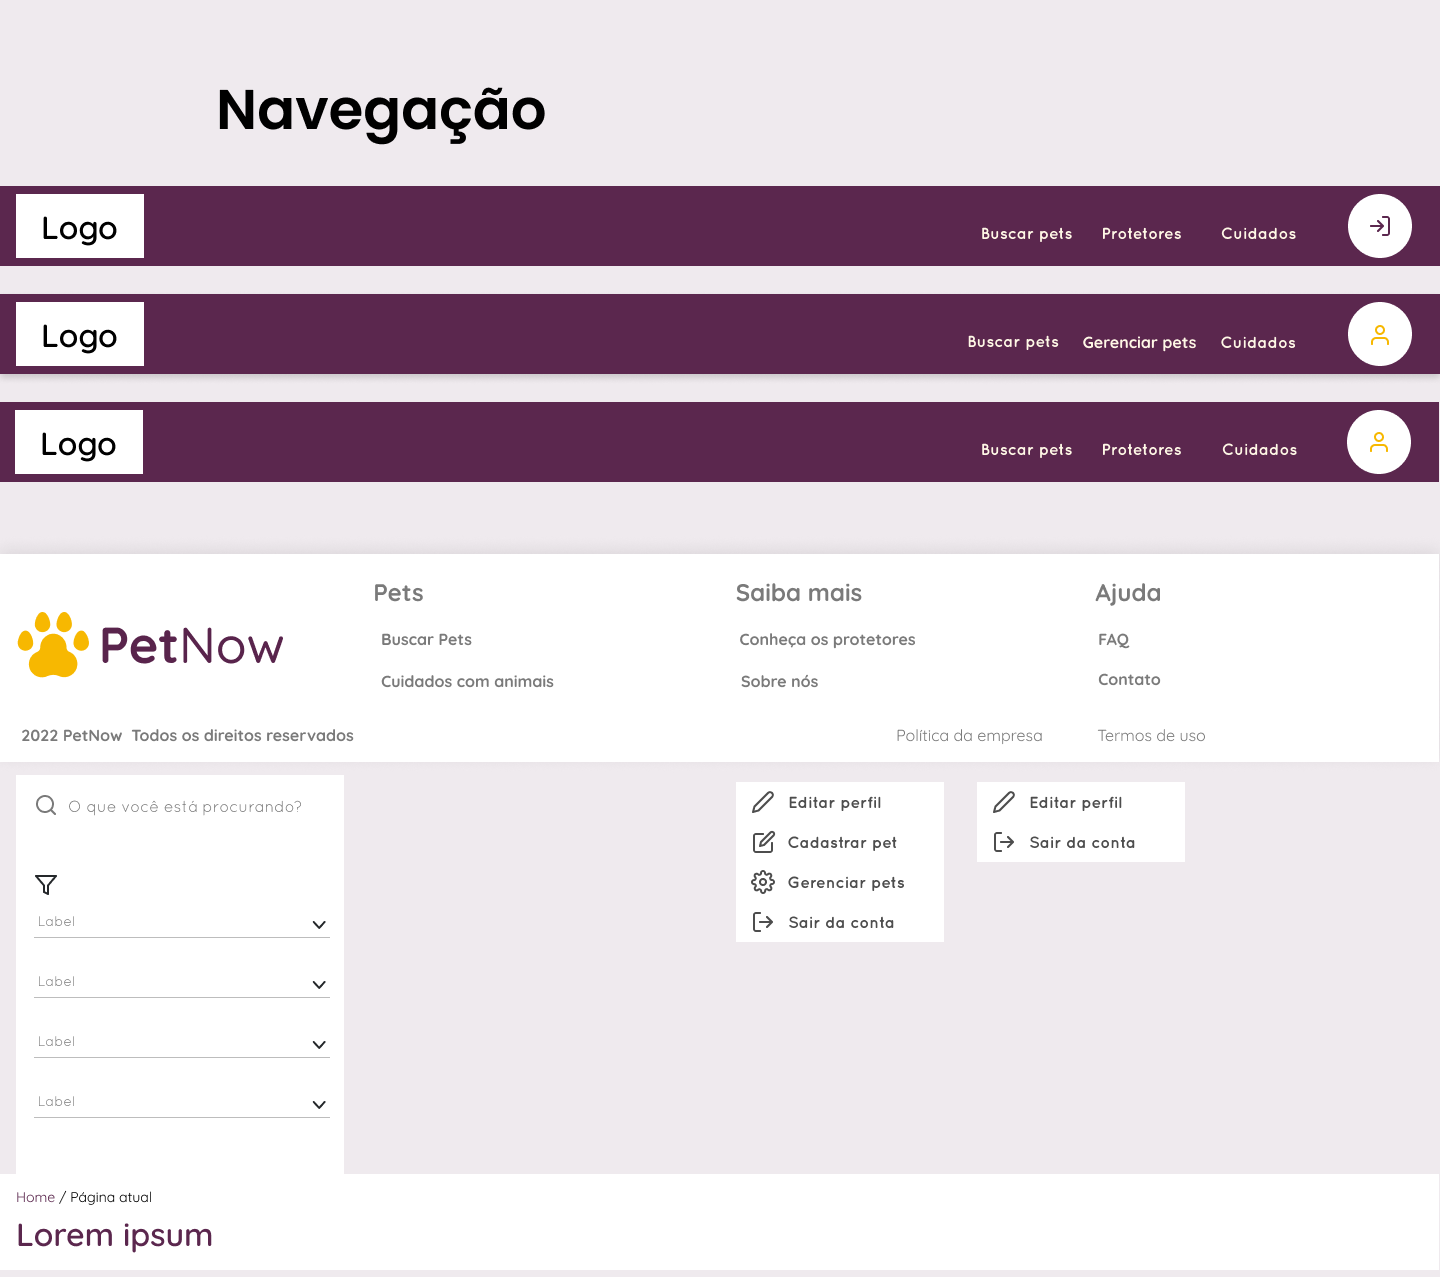 Navegação
Logo Buscar pets Protetores Cuidados
Logo Buscar pets Gerenciar pets Cuidados
Logo Buscar pets Protetores Cuidados
PetNow
Pets
Buscar Pets
Cuidados com animais
Saiba mais
Conheça os protetores
Sobre nós
Ajuda
FAQ
Contato
2022 PetNow Todos os direitos reservados Política da empresa Termos de uso
O que você está procurando?
Label
Label
Label
Label
Editar perfil
Cadastrar pet
Gerenciar pets
Sair da conta
Editar perfil
Sair da conta
Home / Página atual
Lorem ipsum